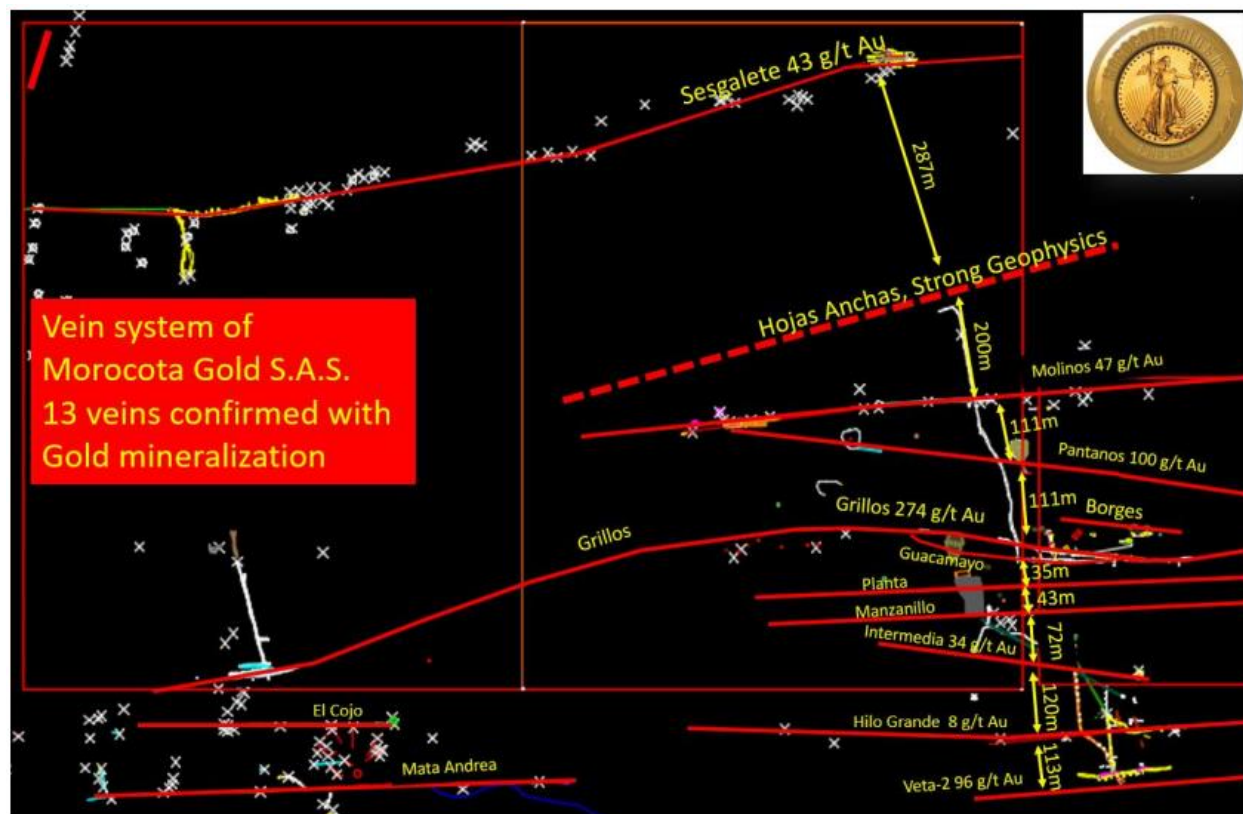 Sesgalete 43 g/t Au
287m
Hojas Anchas, Strong Geophysics
200m
Vein system of
Morocota Gold S.A.S.
13 veins confirmed with
Gold mineralization
Molinos 47 g/t Au
111m
Pantanos 100 g/t Au
111m
Grillos 274 g/t Au
Borges
Grillos
Guacamayo
35m
Planta
43m
Manzanillo
Intermedia 34 g/t Au
72m
El Cojo
120m
Hilo Grande 8 g/t Au
Mata Andrea
113m
Veta-2 96 g/t Au